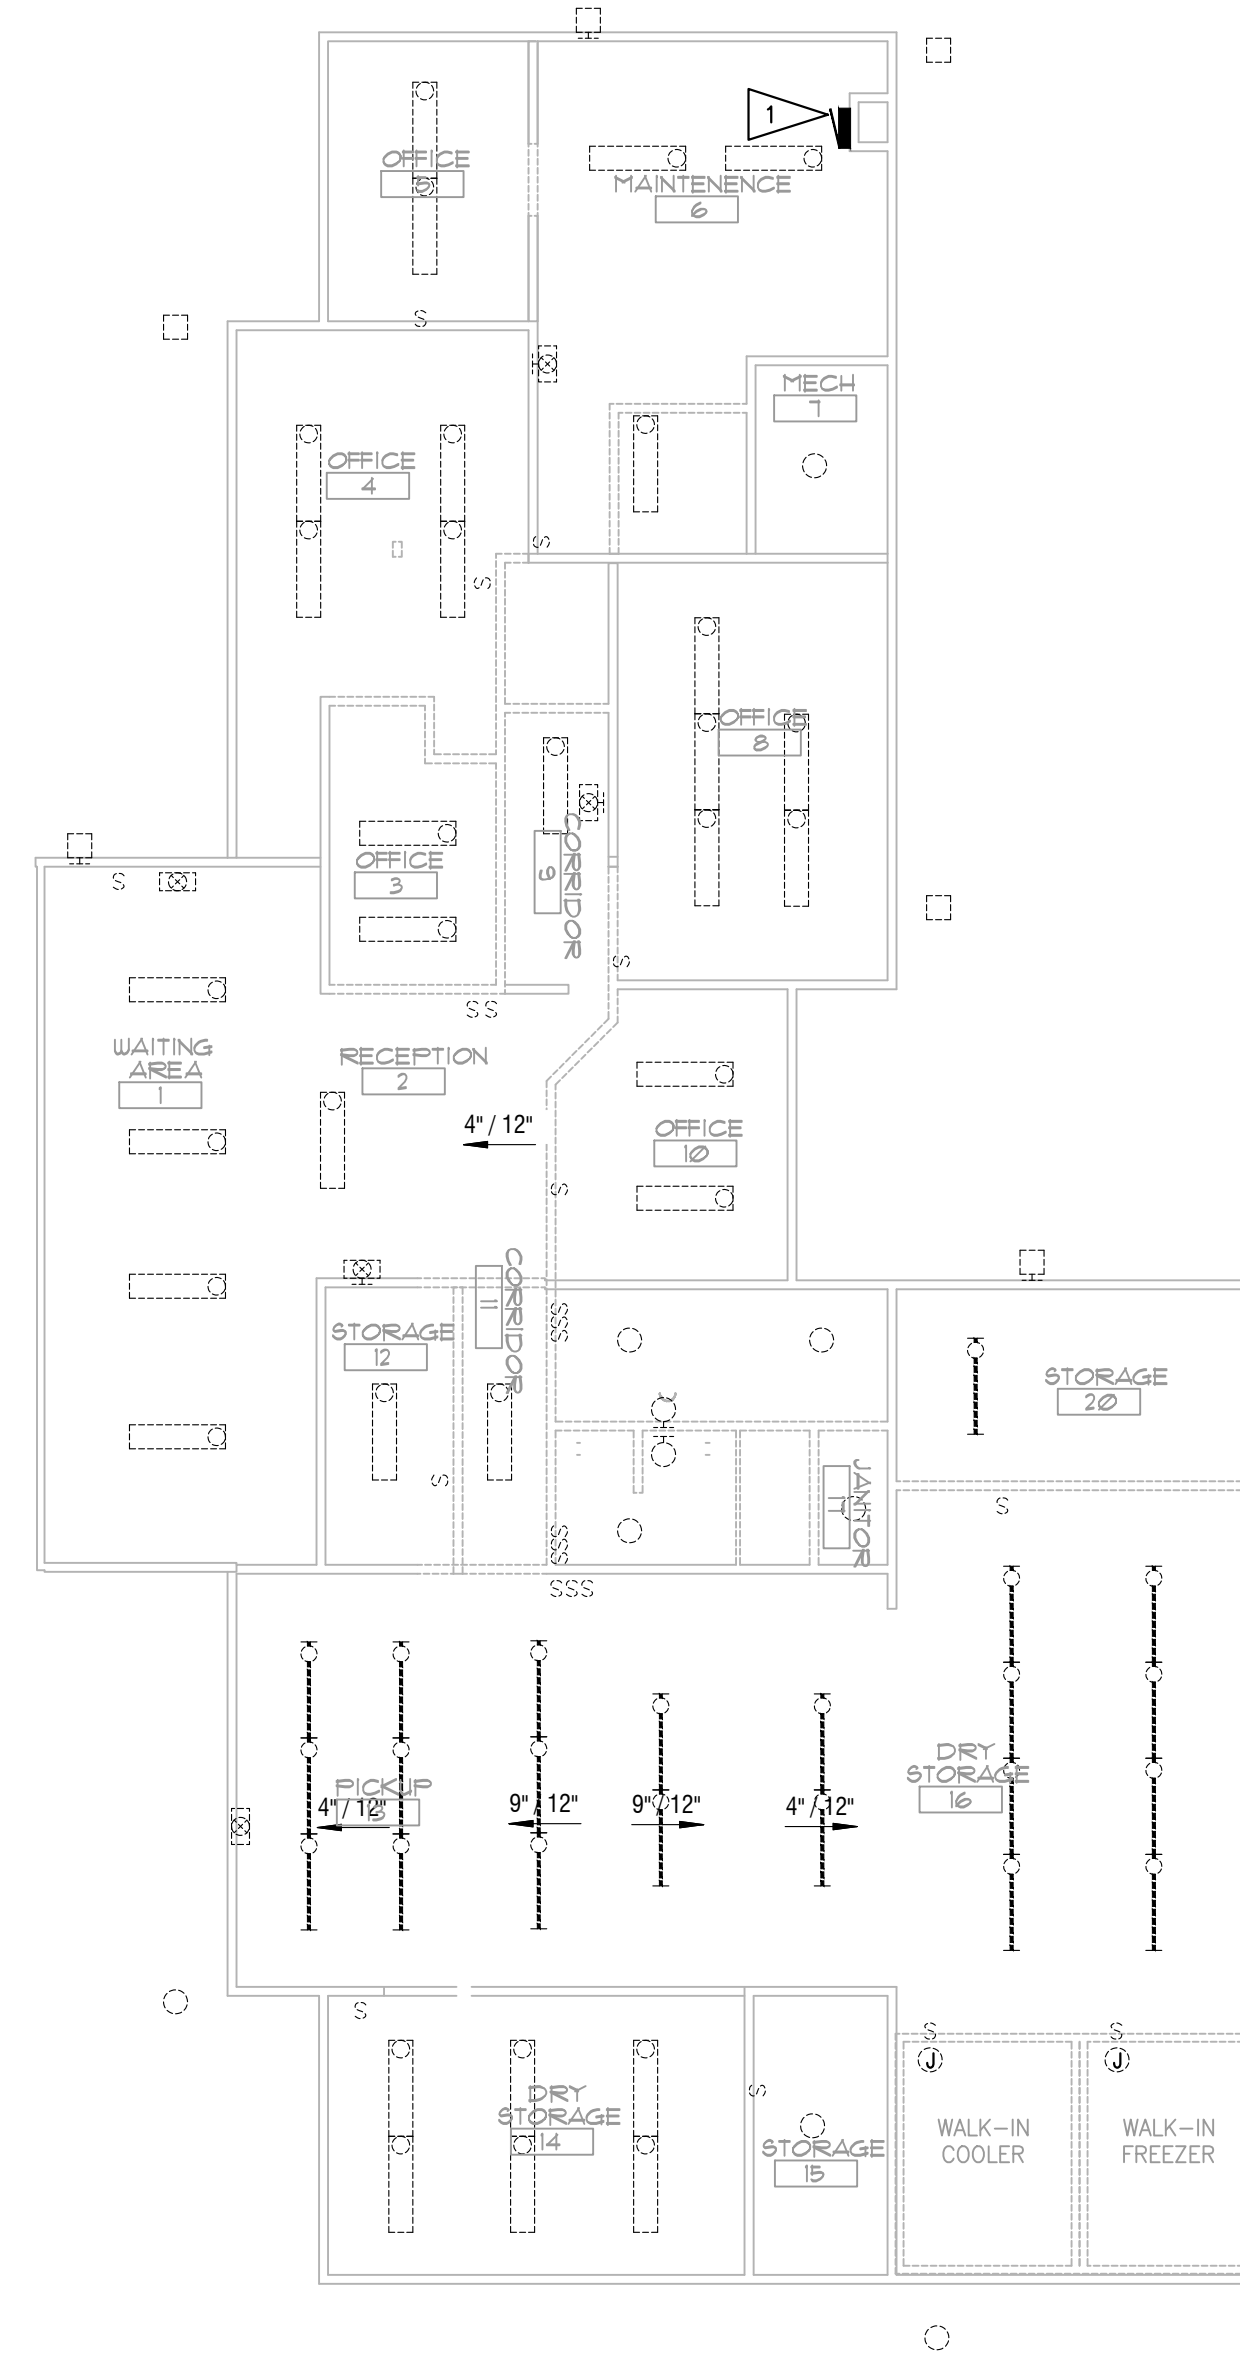 1
OFFICE
5
MAINTENENCE
6
S
MECH
7
OFFICE
4
S
S
OFFICE
8
CORRIDOR
9
OFFICE
3
S
S
SS
WAITING
AREA
1
RECEPTION
2
4" / 12"
OFFICE
10
S
CORRIDOR
11
SSS
STORAGE
12
STORAGE
20
S
JANITOR
17
S
SSS
SSS
DRY
STORAGE
16
PICKUP
13
4" / 12"
9" / 12"
9" / 12"
4" / 12"
S
S
S
J
J
S
DRY
STORAGE
14
STORAGE
15
WALK-IN
COOLER
WALK-IN
FREEZER